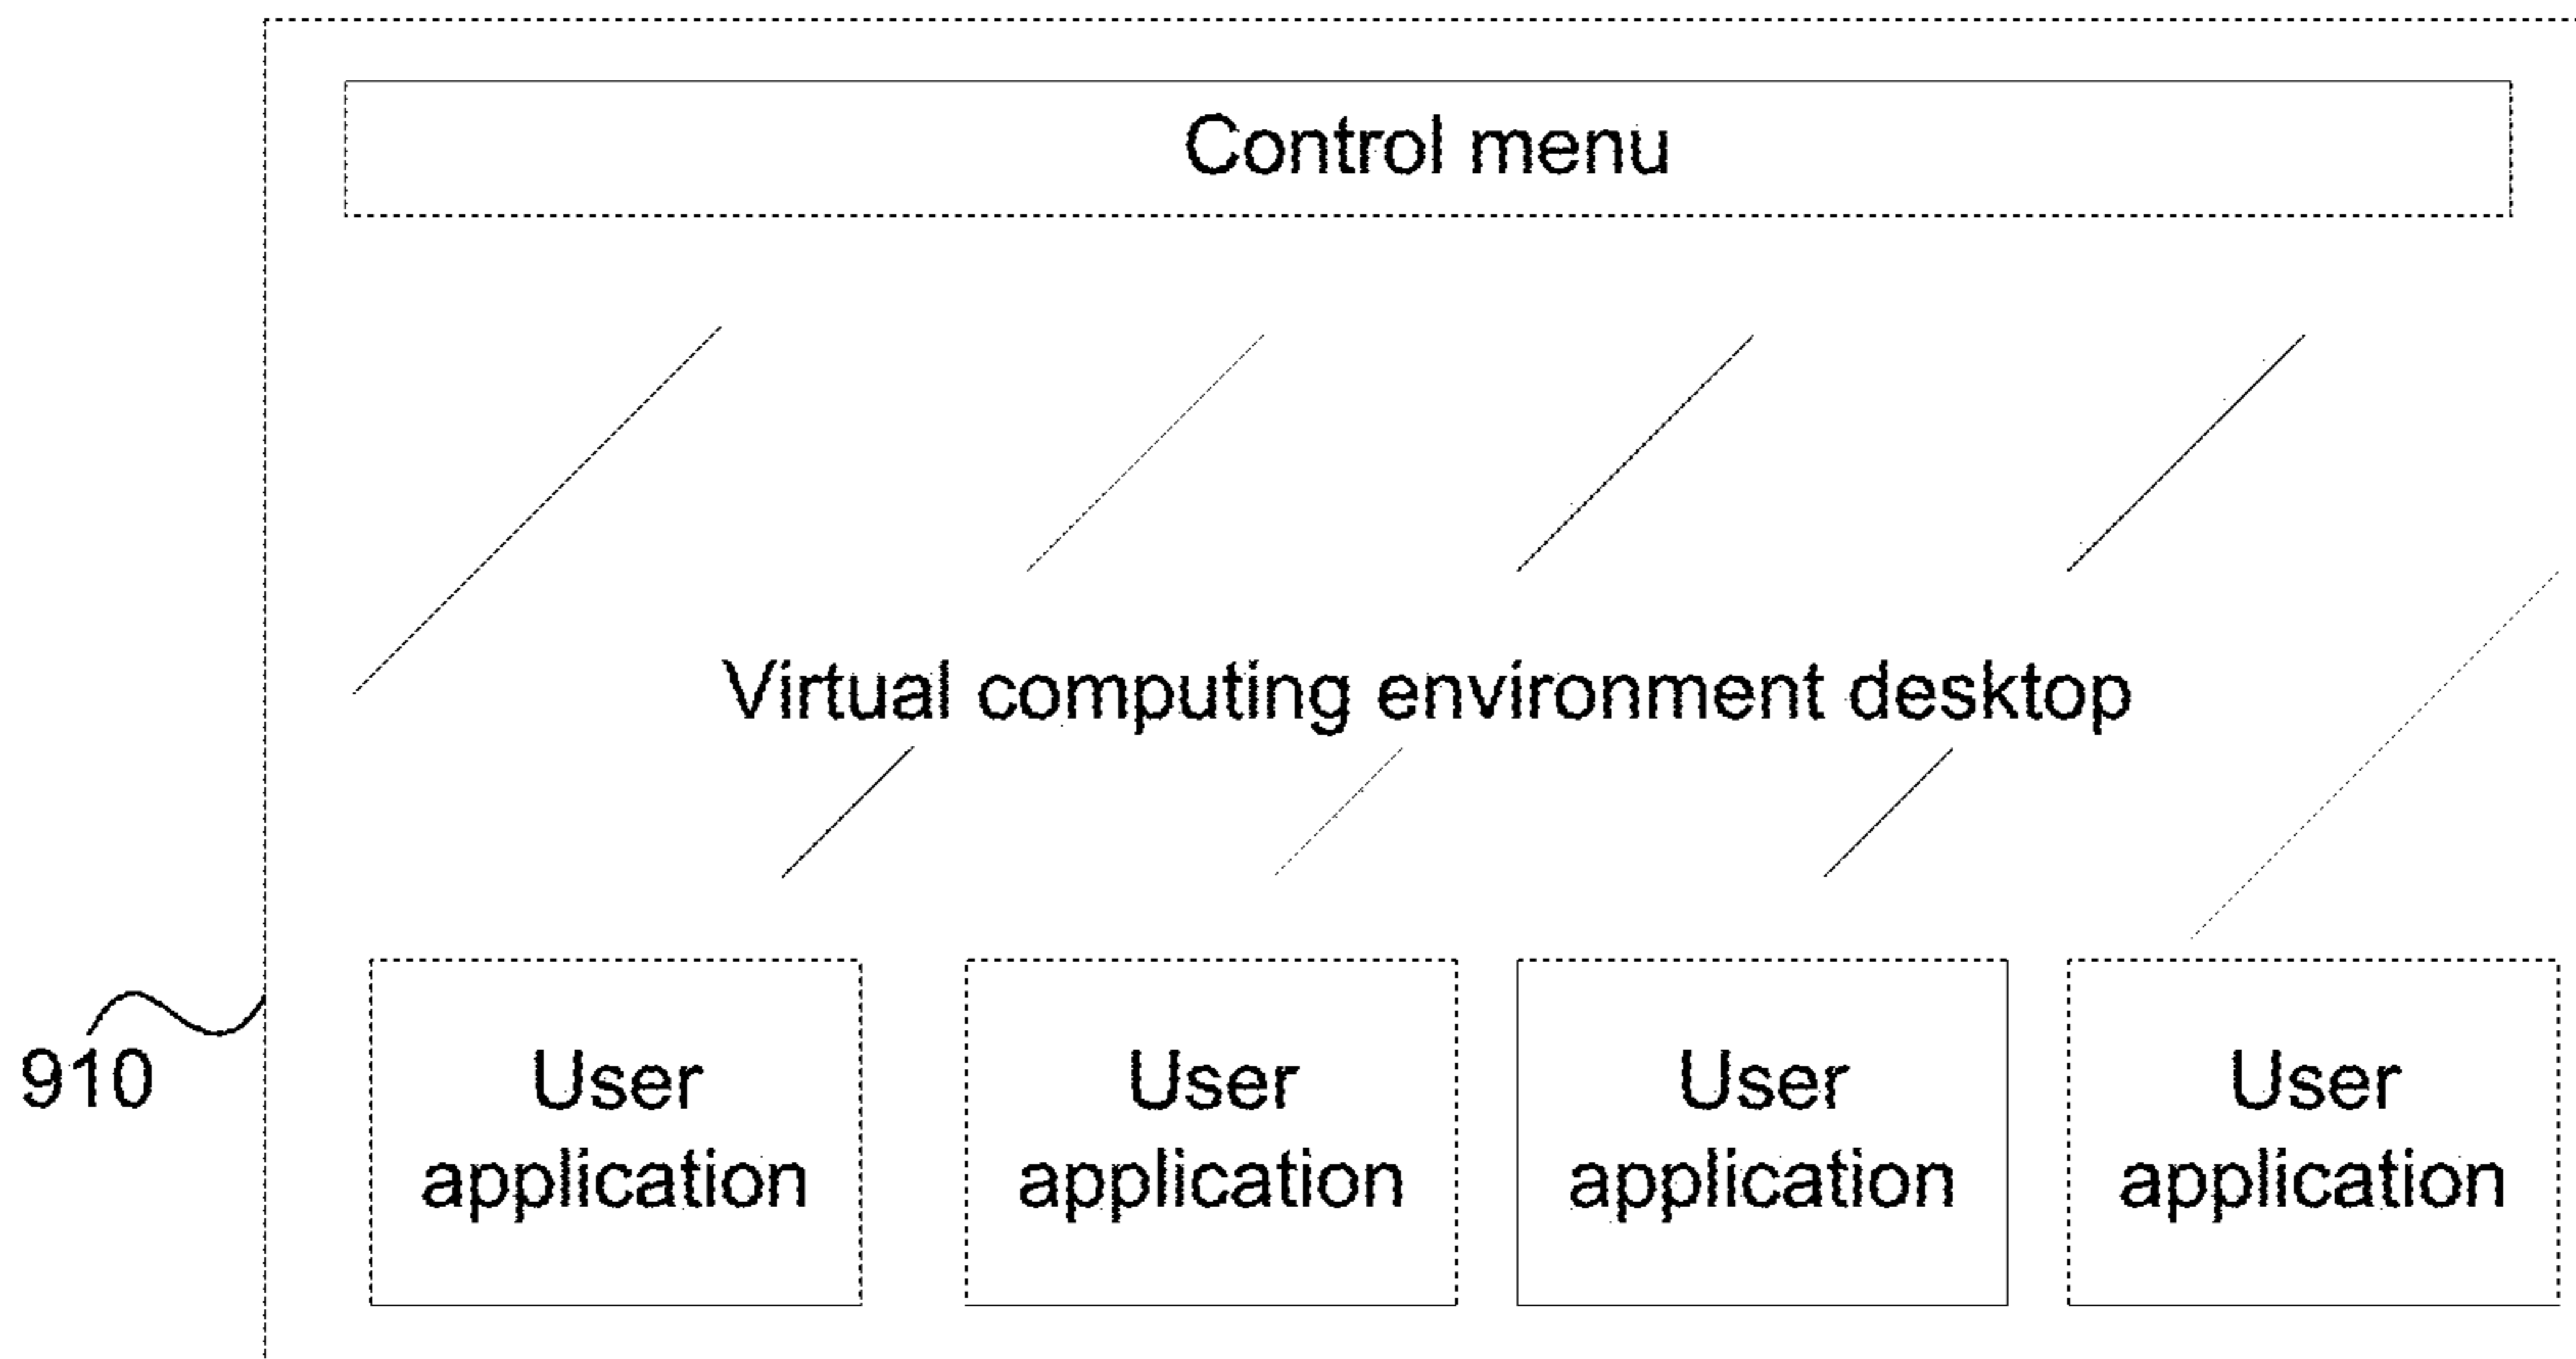 Control menu
Virtual computing environment desktop
910
User
application
User
application
User
application
User
application